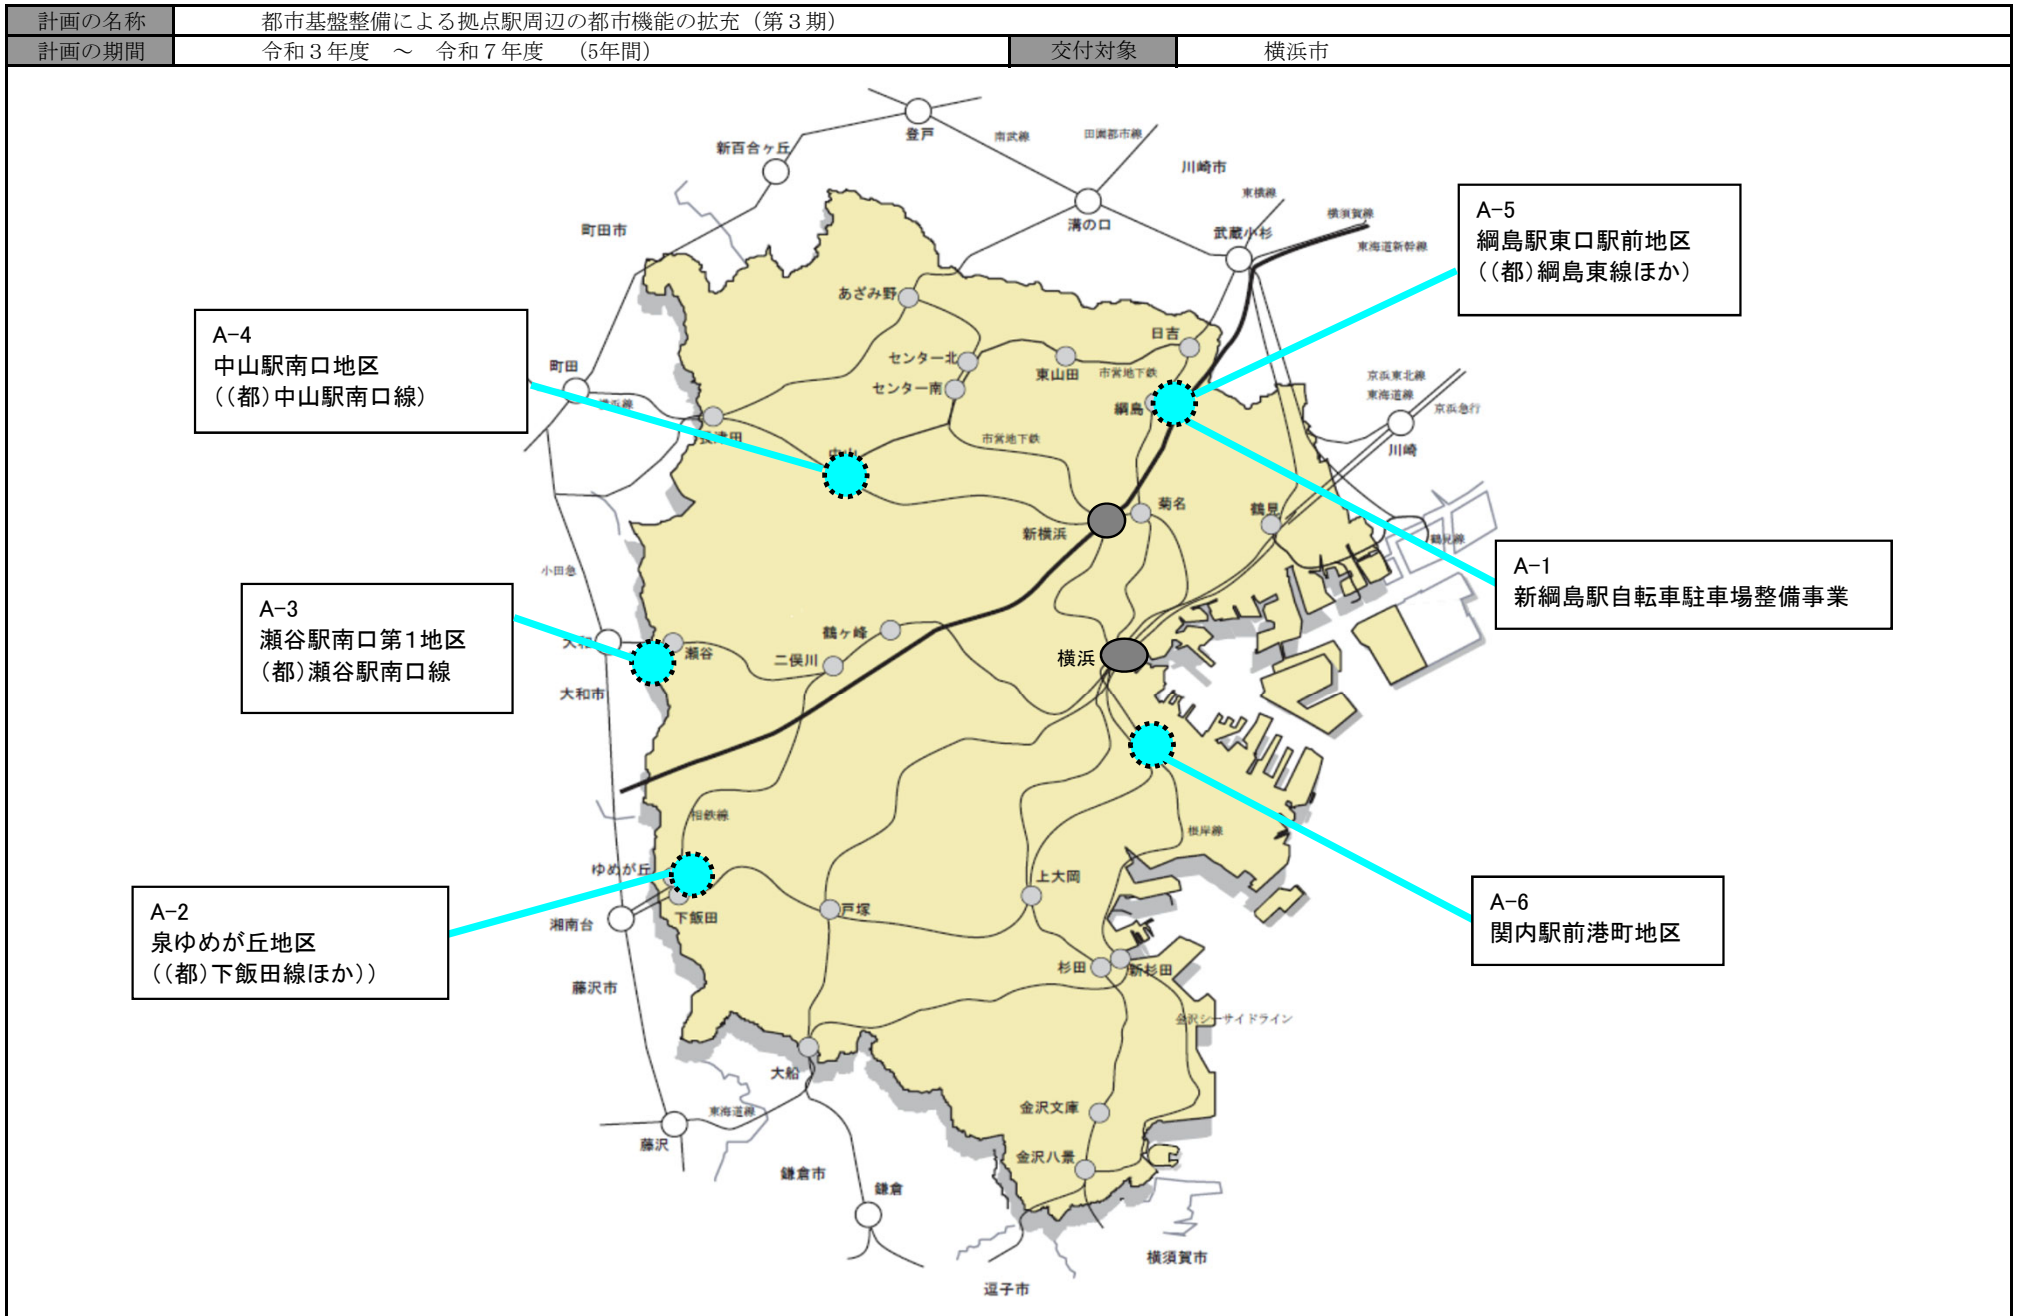 計画の名称 都市基盤整備による拠点駅周辺の都市機能の拡充（第３期）
計画の期間 令和３年度 ～ 令和７年度 （5年間） 交付対象 横浜市
登戸
南武線
田園都市線
新百合ヶ丘
川崎市
東横線
溝の口
横須賀線
町田市
武蔵小杉
東海道新幹線
A-5
綱島駅東口駅前地区
((都)綱島東線ほか)
あざみ野
A-4
中山駅南口地区
((都)中山駅南口線)
日吉
センター北
東山田
市営地下鉄
町田
京浜東北線
センター南
東海道線
横浜線
綱島
京浜急行
長津田
市営地下鉄
川崎
中山
菊名
鶴見
新横浜
鶴見線
小田急
A-1
新綱島駅自転車駐車場整備事業
A-3
瀬谷駅南口第1地区
(都)瀬谷駅南口線
鶴ヶ峰
大和
瀬谷
二俣川
横浜
大和市
相鉄線
根岸線
ゆめが丘
上大岡
A-2
泉ゆめが丘地区
((都)下飯田線ほか))
A-6
関内駅前港町地区
下飯田
戸塚
湘南台
杉田
新杉田
藤沢市
金沢シーサイドライン
大船
東海道線
金沢文庫
藤沢
金沢八景
鎌倉市
鎌倉
横須賀市
逗子市